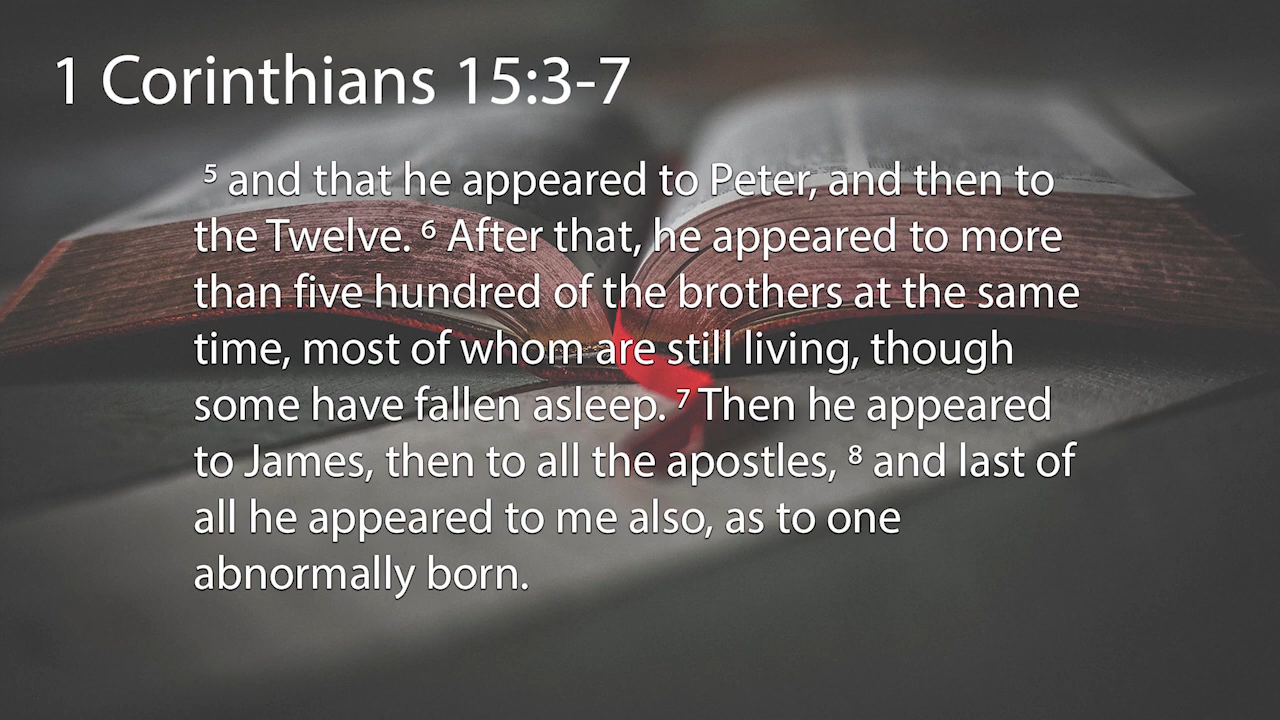 1 Corinthians 15:3-7
⁵ and that he appeared to Peter, and then to
the Twelve. ⁶ After that, he appeared to more
than five hundred of the brothers at the same
time, most of whom are still living, though
some have fallen asleep. ⁷ Then he appeared
to James, then to all the apostles, ⁸ and last of
all he appeared to me also, as to one
abnormally born.